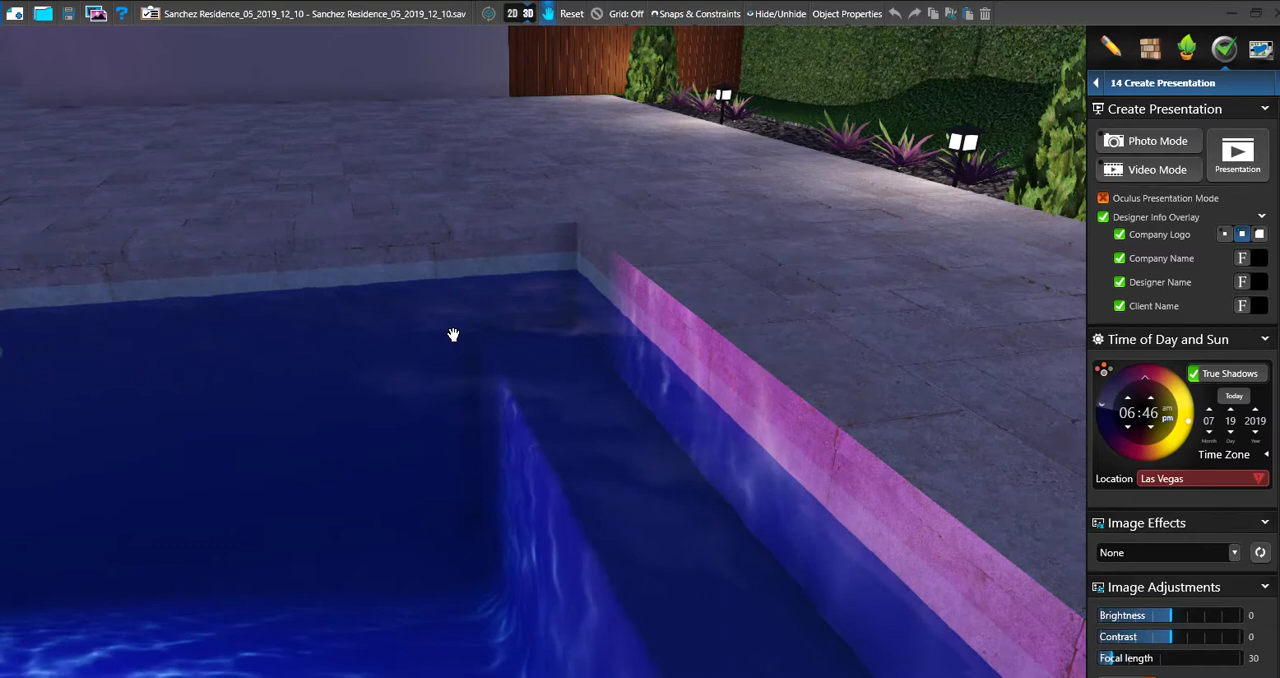 Sanchez Residence_05_2019_12_10 - Sanchez Residence_05_2019_12_10.sav
2D 3D
Reset
Grid: Off
Snaps & Constraints
Hide/Unhide
Object Properties
14 Create Presentation
Create Presentation
Photo Mode
Video Mode
Presentation
Oculus Presentation Mode
Designer Info Overlay
Company Logo
Company Name F
Designer Name F
Client Name F
Time of Day and Sun
True Shadows
Today
06:46 am pm
07 19 2019
Month Day Year
Time Zone
Location Las Vegas
Image Effects
None
Image Adjustments
Brightness 0
Contrast 0
Focal length 30